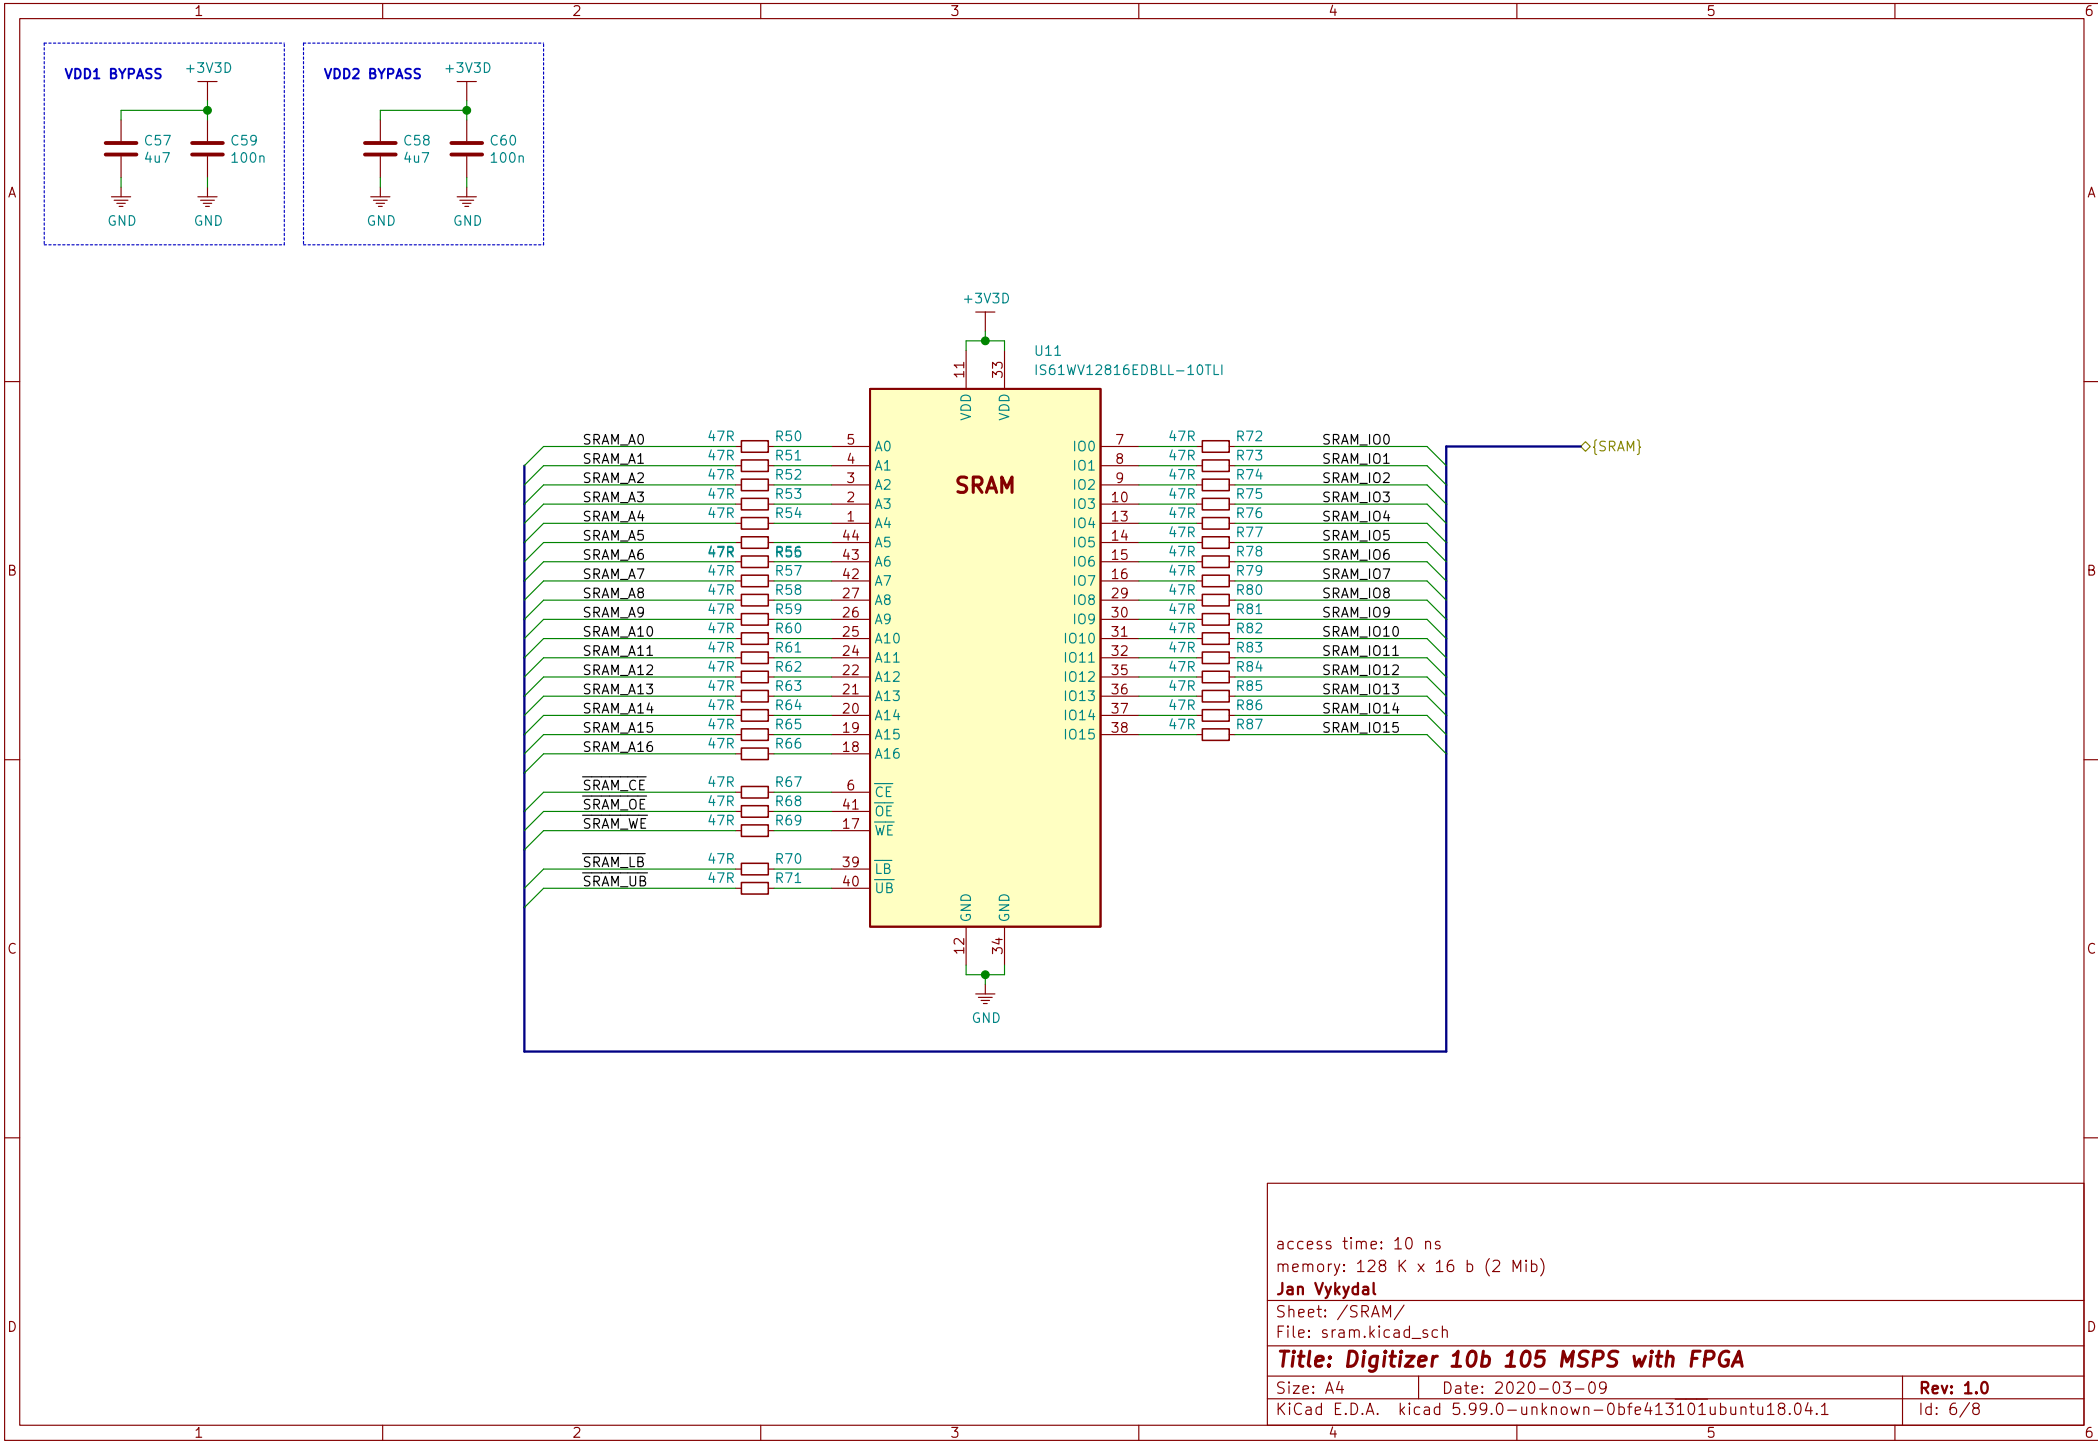 1 2 3 4 5 6
VDD1 BYPASS +3V3D
C57 4u7
C59 100n
GND GND
VDD2 BYPASS +3V3D
C58 4u7
C60 100n
GND GND
A A
B B
C C
D D
+3V3D
U11
IS61WV12816EDBLL-10TLI
11 33
VDD VDD
SRAM
SRAM_A0 47R R50 5 A0
SRAM_A1 47R R51 4 A1
SRAM_A2 47R R52 3 A2
SRAM_A3 47R R53 2 A3
SRAM_A4 47R R54 1 A4
SRAM_A5 44 A5
SRAM_A6 47R R56 43 A6
SRAM_A7 47R R57 42 A7
SRAM_A8 47R R58 27 A8
SRAM_A9 47R R59 26 A9
SRAM_A10 47R R60 25 A10
SRAM_A11 47R R61 24 A11
SRAM_A12 47R R62 22 A12
SRAM_A13 47R R63 21 A13
SRAM_A14 47R R64 20 A14
SRAM_A15 47R R65 19 A15
SRAM_A16 47R R66 18 A16
SRAM_CE 47R R67 6 CE
SRAM_OE 47R R68 41 OE
SRAM_WE 47R R69 17 WE
SRAM_LB 47R R70 39 LB
SRAM_UB 47R R71 40 UB
IO0 7 47R R72 SRAM_IO0
IO1 8 47R R73 SRAM_IO1
IO2 9 47R R74 SRAM_IO2
IO3 10 47R R75 SRAM_IO3
IO4 13 47R R76 SRAM_IO4
IO5 14 47R R77 SRAM_IO5
IO6 15 47R R78 SRAM_IO6
IO7 16 47R R79 SRAM_IO7
IO8 29 47R R80 SRAM_IO8
IO9 30 47R R81 SRAM_IO9
IO10 31 47R R82 SRAM_IO10
IO11 32 47R R83 SRAM_IO11
IO12 35 47R R84 SRAM_IO12
IO13 36 47R R85 SRAM_IO13
IO14 37 47R R86 SRAM_IO14
IO15 38 47R R87 SRAM_IO15
{SRAM}
GND GND
12 34
GND
access time: 10 ns
memory: 128 K x 16 b (2 Mib)
Jan Vykydal
Sheet: /SRAM/
File: sram.kicad_sch
Title: Digitizer 10b 105 MSPS with FPGA
Size: A4 Date: 2020-03-09 Rev: 1.0
KiCad E.D.A. kicad 5.99.0-unknown-0bfe413101ubuntu18.04.1 Id: 6/8
1 2 3 4 5 6